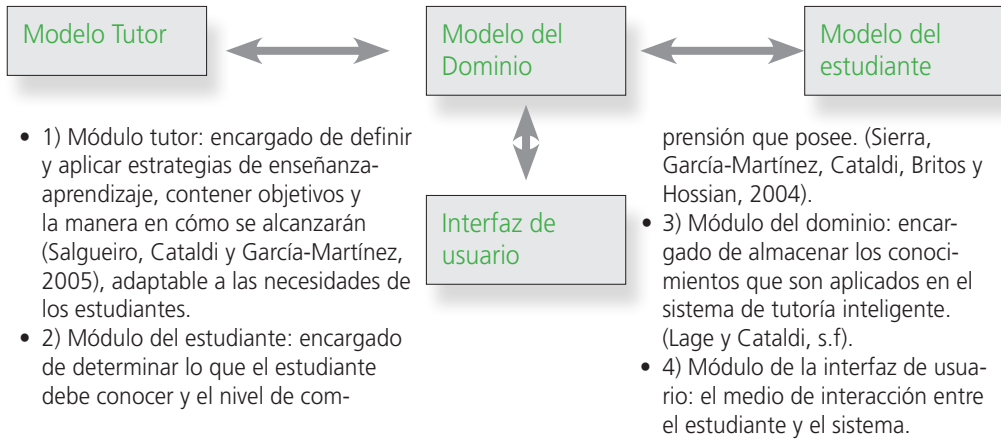 Modelo Tutor
Modelo del
Dominio
Modelo del
estudiante
Interfaz de
usuario
• 1) Módulo tutor: encargado de definir
y aplicar estrategias de enseñanza-
aprendizaje, contener objetivos y
la manera en cómo se alcanzarán
(Salgueiro, Cataldi y García-Martínez,
2005), adaptable a las necesidades de
los estudiantes.
• 2) Módulo del estudiante: encargado
de determinar lo que el estudiante
debe conocer y el nivel de com-
prensión que posee. (Sierra,
García-Martínez, Cataldi, Britos y
Hossian, 2004).
• 3) Módulo del dominio: encar-
gado de almacenar los conoci-
mientos que son aplicados en el
sistema de tutoría inteligente.
(Lage y Cataldi, s.f).
• 4) Módulo de la interfaz de usua-
rio: el medio de interacción entre
el estudiante y el sistema.